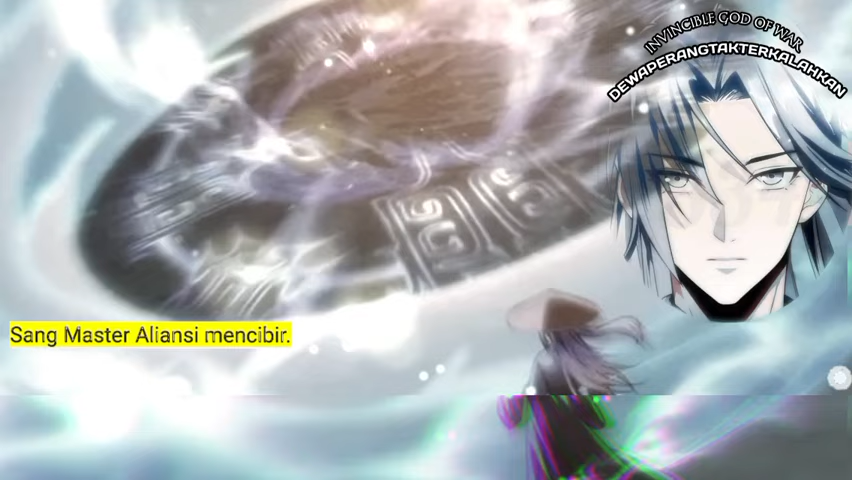 INVINCIBLE GOD OF WAR
DEWAPERANGTAKTERKALAHKAN
Sang Master Aliansi mencibir.